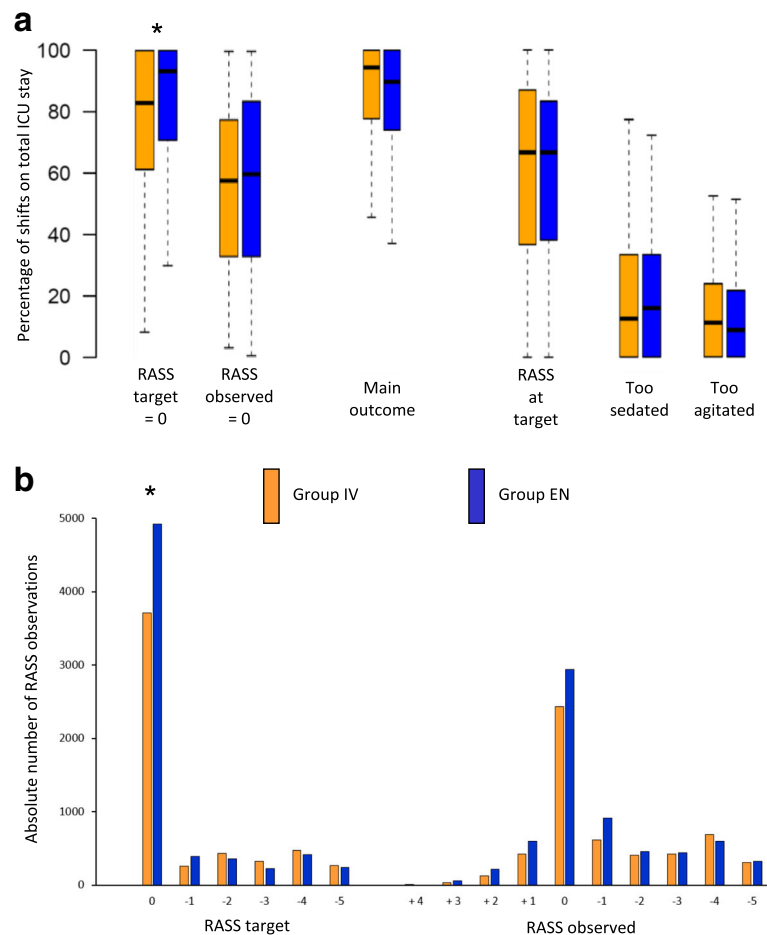 a
*
Percentage of shifts on total ICU stay
100
80
60
40
20
0
RASS
target
= 0
RASS
observed
= 0
Main
outcome
RASS
at
target
Too
sedated
Too
agitated
b
*
Group IV
Group EN
Absolute number of RASS observations
5000
4000
3000
2000
1000
0
0 -1 -2 -3 -4 -5 + 4 + 3 + 2 + 1 0 -1 -2 -3 -4 -5
RASS target
RASS observed